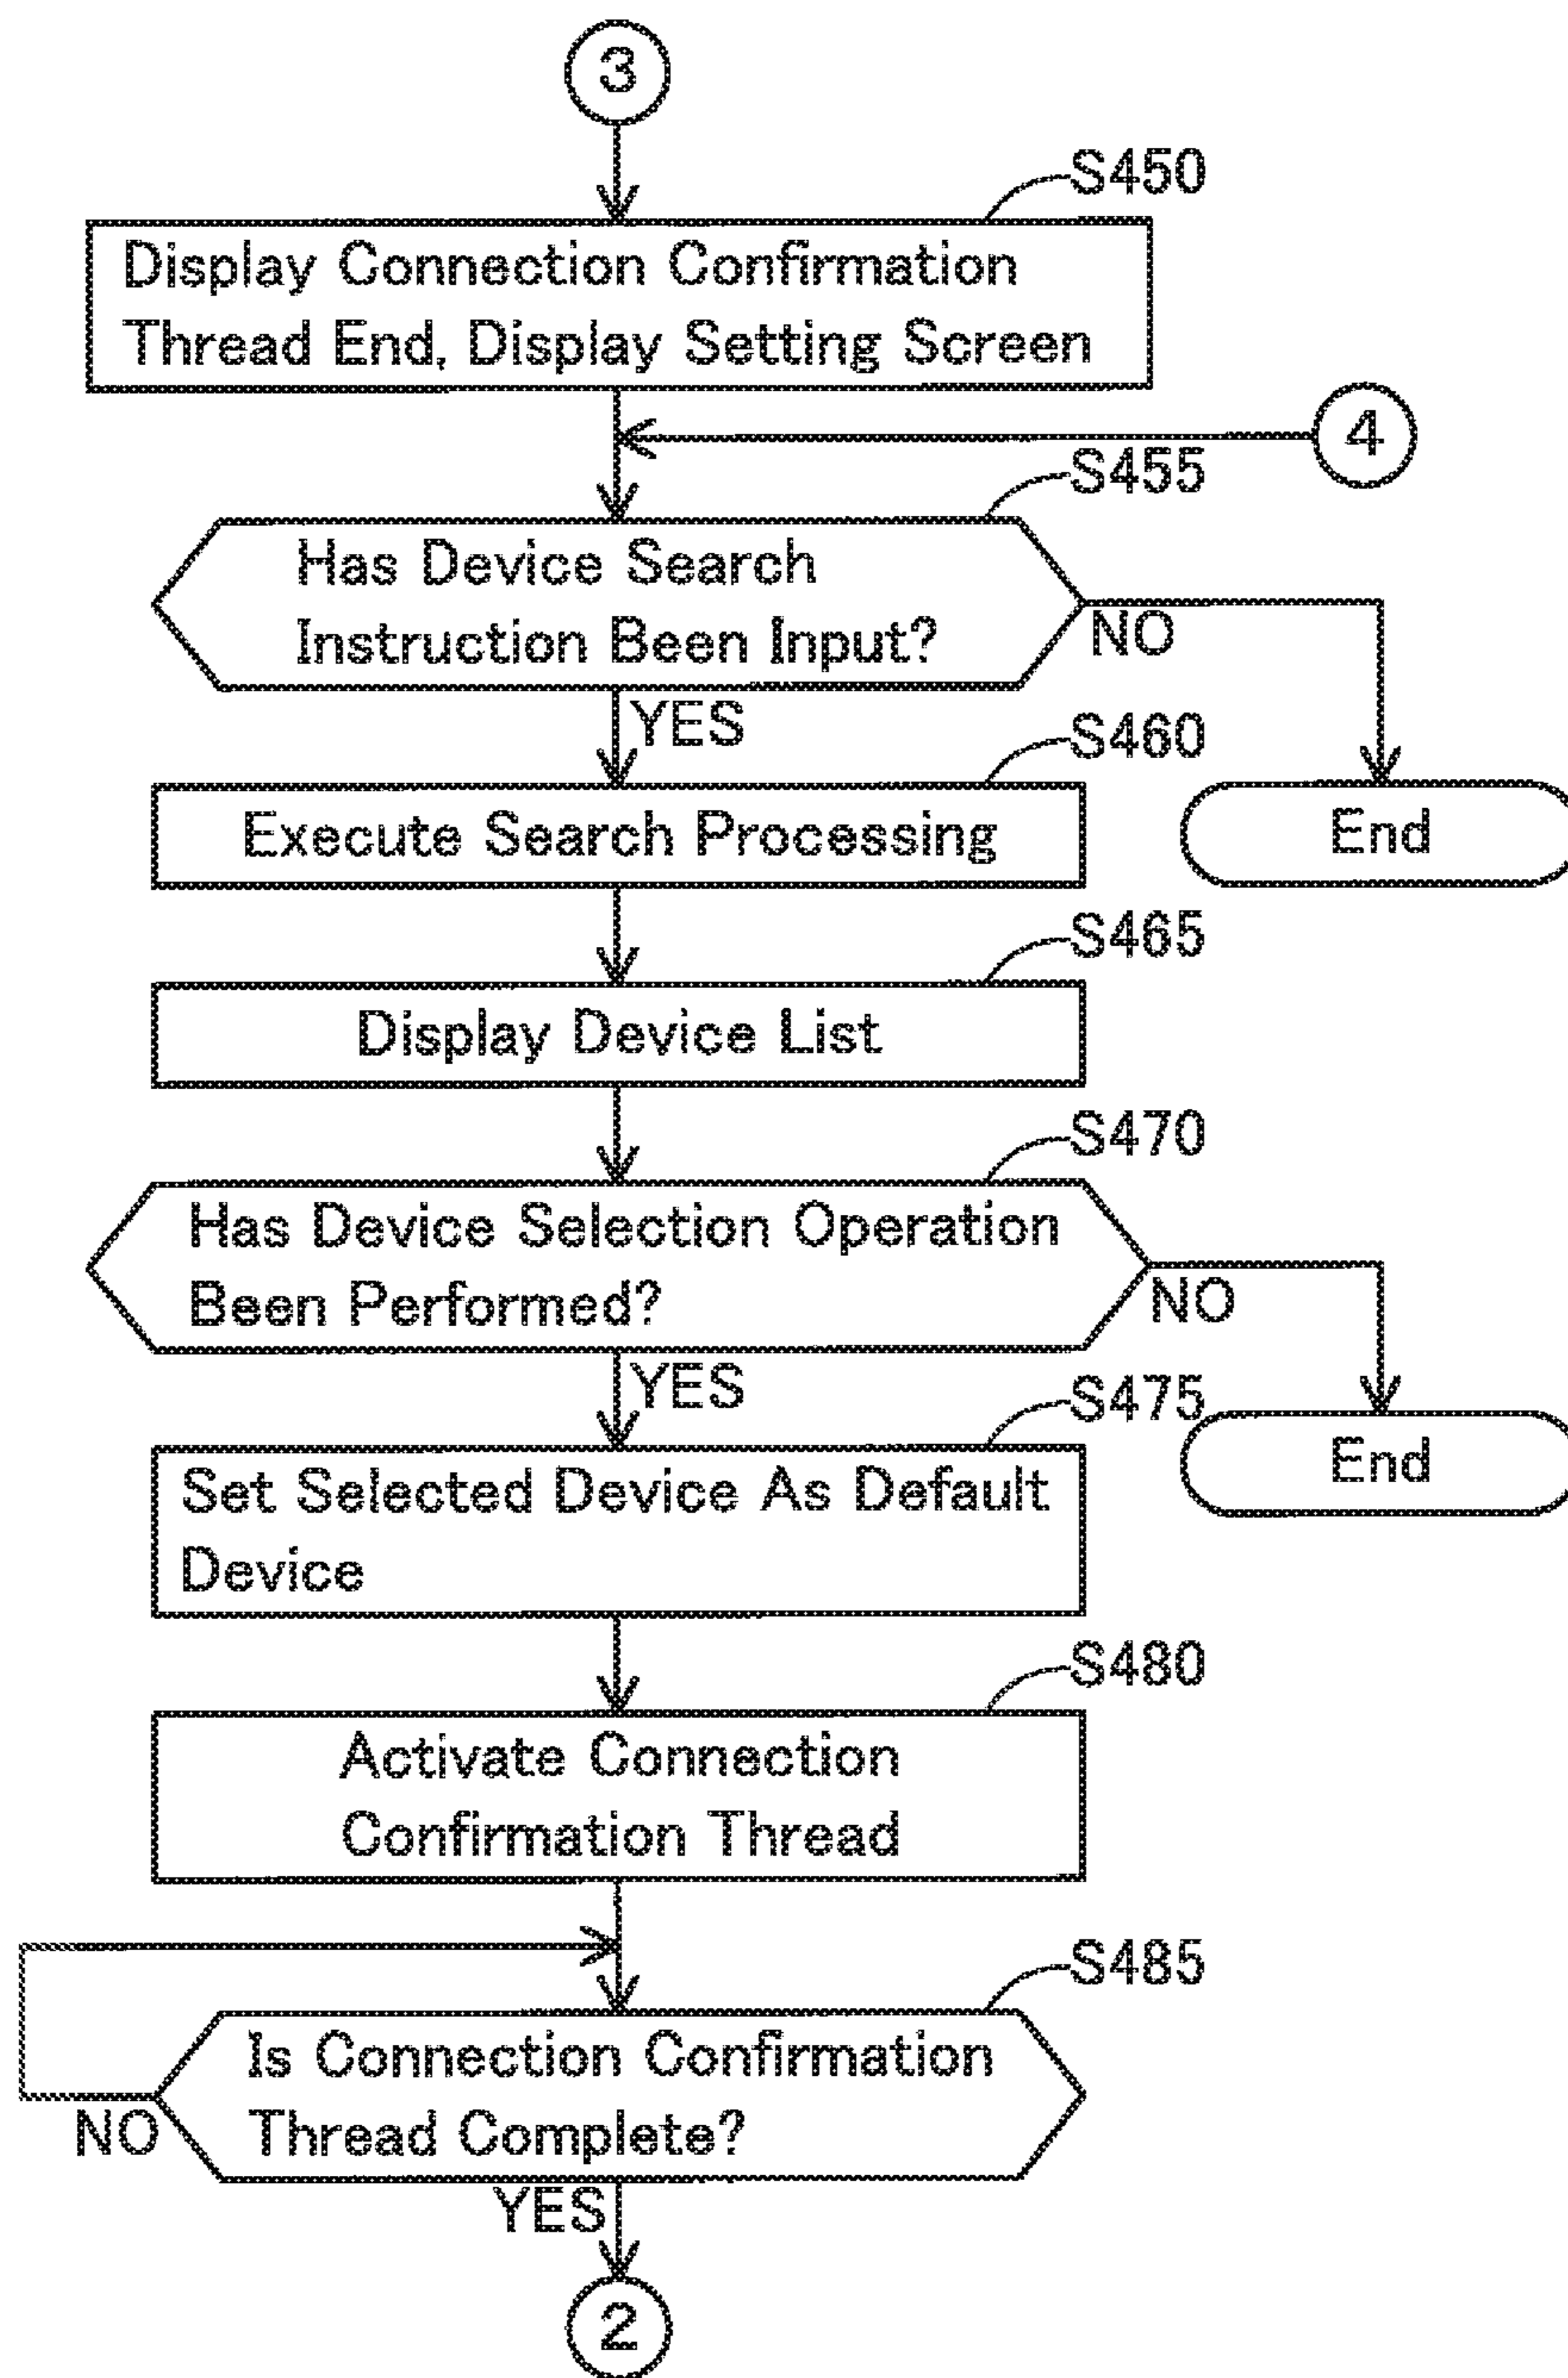 3
S450
Display Connection Confirmation
Thread End, Display Setting Screen
4
S455
Has Device Search
Instruction Been Input?
NO
YES
S460
Execute Search Processing
End
S465
Display Device List
S470
Has Device Selection Operation
Been Performed?
NO
YES
S475
Set Selected Device As Default
Device
End
S480
Activate Connection
Confirmation Thread
S485
Is Connection Confirmation
Thread Complete?
NO
YES
2